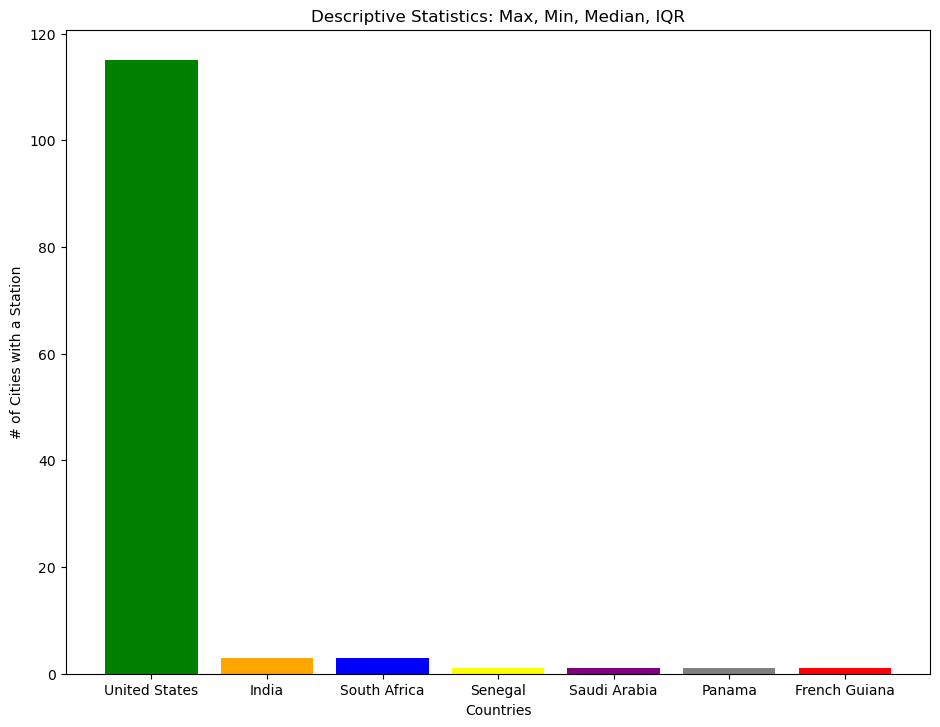 Descriptive Statistics: Max, Min, Median, IQR
120
100
80
60
40
20
0
# of Cities with a Station
United States India South Africa Senegal Saudi Arabia Panama French Guiana
Countries